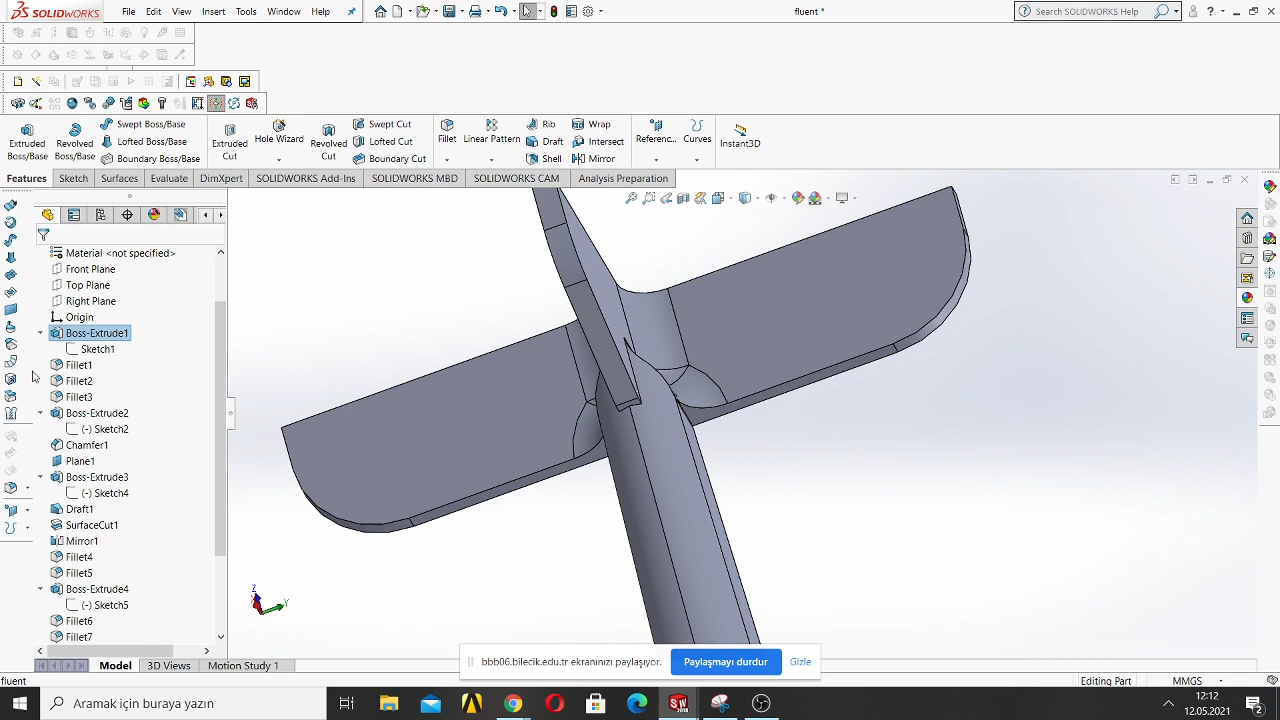 SOLIDWORKS File Edit View Insert Tools Window Help fluent * Search SOLIDWORKS Help
Extruded Boss/Base
Revolved Boss/Base
Swept Boss/Base
Lofted Boss/Base
Boundary Boss/Base
Extruded Cut
Hole Wizard
Revolved Cut
Swept Cut
Lofted Cut
Boundary Cut
Fillet
Linear Pattern
Rib
Draft
Shell
Wrap
Intersect
Mirror
Referenc...
Curves
Instant3D
Features Sketch Surfaces Evaluate DimXpert SOLIDWORKS Add-Ins SOLIDWORKS MBD SOLIDWORKS CAM Analysis Preparation
Material <not specified>
Front Plane
Top Plane
Right Plane
Origin
Boss-Extrude1
Sketch1
Fillet1
Fillet2
Fillet3
Boss-Extrude2
(-) Sketch2
Chamfer1
Plane1
Boss-Extrude3
(-) Sketch4
Draft1
SurfaceCut1
Mirror1
Fillet4
Fillet5
Boss-Extrude4
(-) Sketch5
Fillet6
Fillet7
Z
Y
bbb06.bilecik.edu.tr ekranınızı paylaşıyor. Paylaşmayı durdur Gizle
Model 3D Views Motion Study 1
fluent Editing Part MMGS
Aramak için buraya yazın
SW
2018
12:12
12.05.2021
2